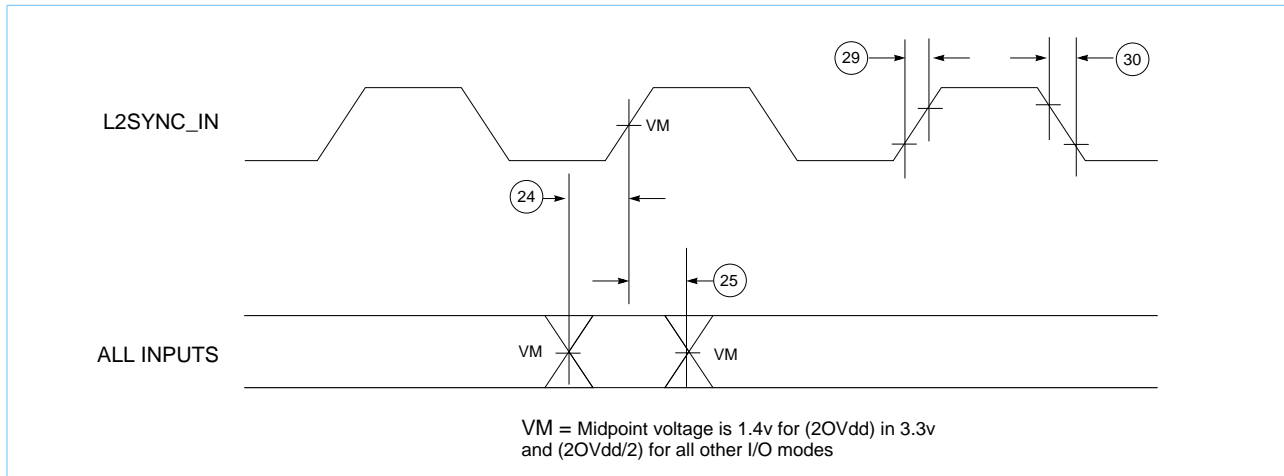 29
30
L2SYNC_IN
VM
24
25
ALL INPUTS
VM
VM
VM = Midpoint voltage is 1.4v for (2OVdd) in 3.3v
and (2OVdd/2) for all other I/O modes